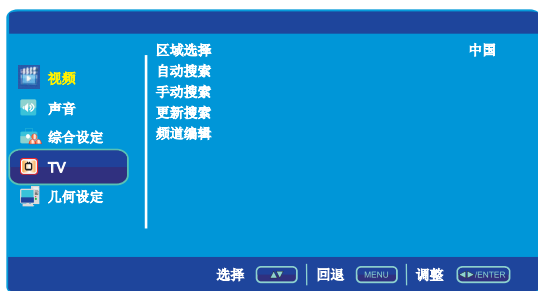 区域选择 中国
自动搜索
手动搜索
更新搜索
频道编辑
视频
声音
综合设定
TV
几何设定
选择 ▲▼ 回退 MENU 调整 ◄►/ENTER